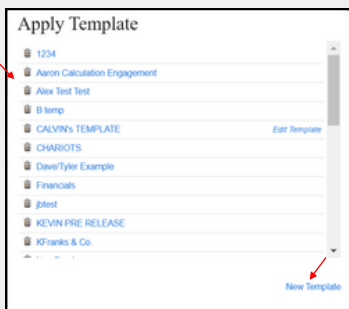 Apply Template
1234
Aaron Calculation Engagement
Alex Test Test
B temp
CALVIN's TEMPLATE Edit Template
CHARIOTS
Dave/Tyler Example
Financials
jbtest
KEVIN PRE RELEASE
KFranks & Co.
New Template